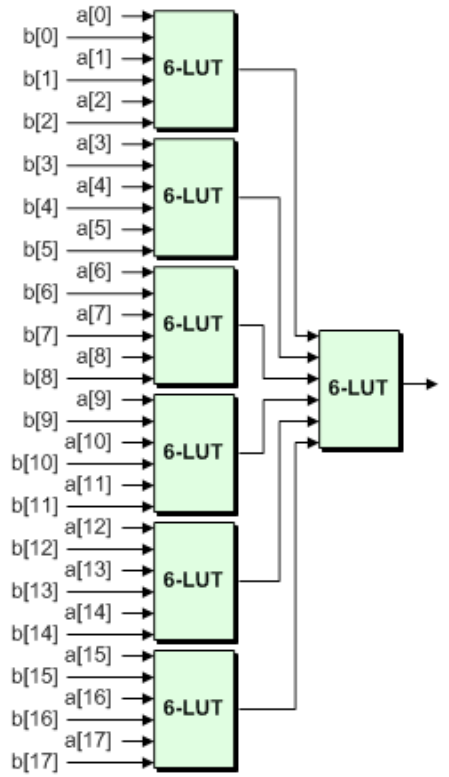 a[0]
b[0]
a[1]
b[1]
a[2]
b[2]
6-LUT
a[3]
b[3]
a[4]
b[4]
a[5]
b[5]
6-LUT
a[6]
b[6]
a[7]
b[7]
a[8]
b[8]
6-LUT
a[9]
b[9]
a[10]
b[10]
a[11]
b[11]
6-LUT
a[12]
b[12]
a[13]
b[13]
a[14]
b[14]
6-LUT
a[15]
b[15]
a[16]
b[16]
a[17]
b[17]
6-LUT
6-LUT